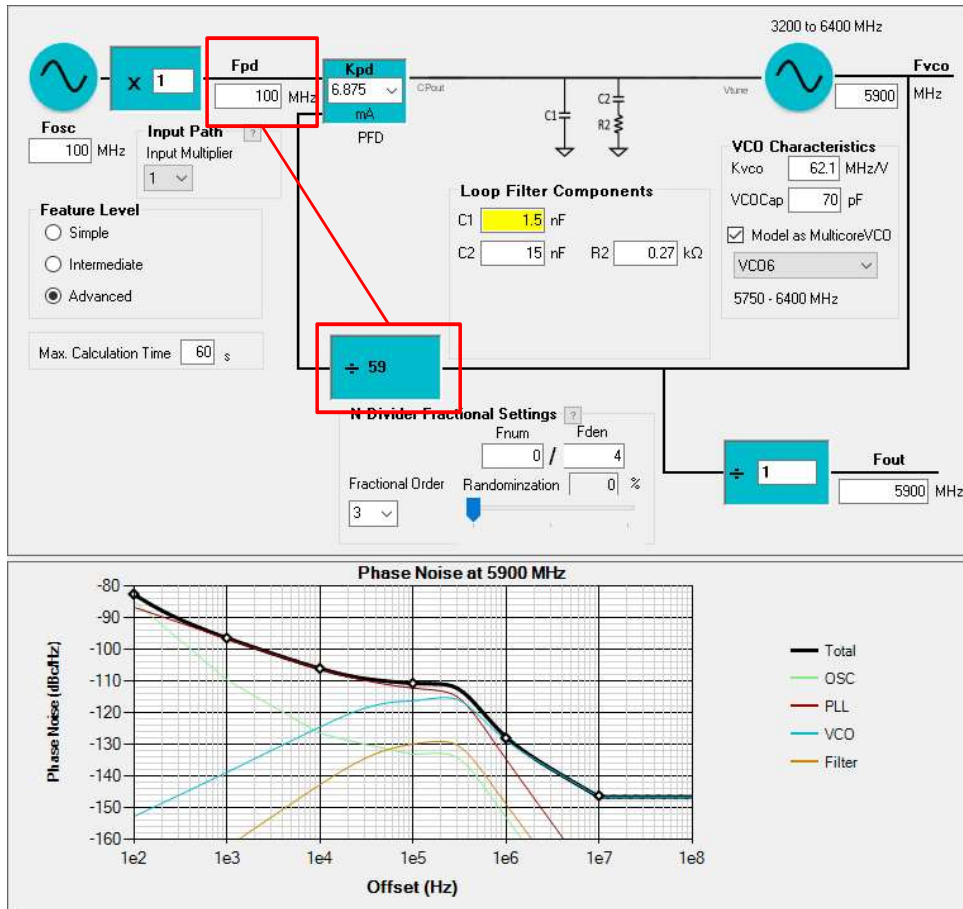 3200 to 6400 MHz
x 1
Fpd
100 MHz
Kpd
6.875
mA
PFD
CPout
C1
C2
R2
Vtune
Fvco
5900 MHz
Fosc
100 MHz
Input Path ?
Input Multiplier
1
Feature Level
Simple
Intermediate
Advanced
Max. Calculation Time 60 s
Loop Filter Components
C1 1.5 nF
C2 15 nF R2 0.27 kΩ
VCO Characteristics
Kvco 62.1 MHz/V
VCOCap 70 pF
Model as MulticoreVCO
VCO6
5750 - 6400 MHz
÷ 59
N Divider Fractional Settings ?
Fnum Fden
0 / 4
Fractional Order Randominzation 0 %
3
÷ 1
Fout
5900 MHz
Phase Noise at 5900 MHz
Phase Noise (dBc/Hz)
-80
-90
-100
-110
-120
-130
-140
-150
-160
1e2 1e3 1e4 1e5 1e6 1e7 1e8
Offset (Hz)
Total
OSC
PLL
VCO
Filter